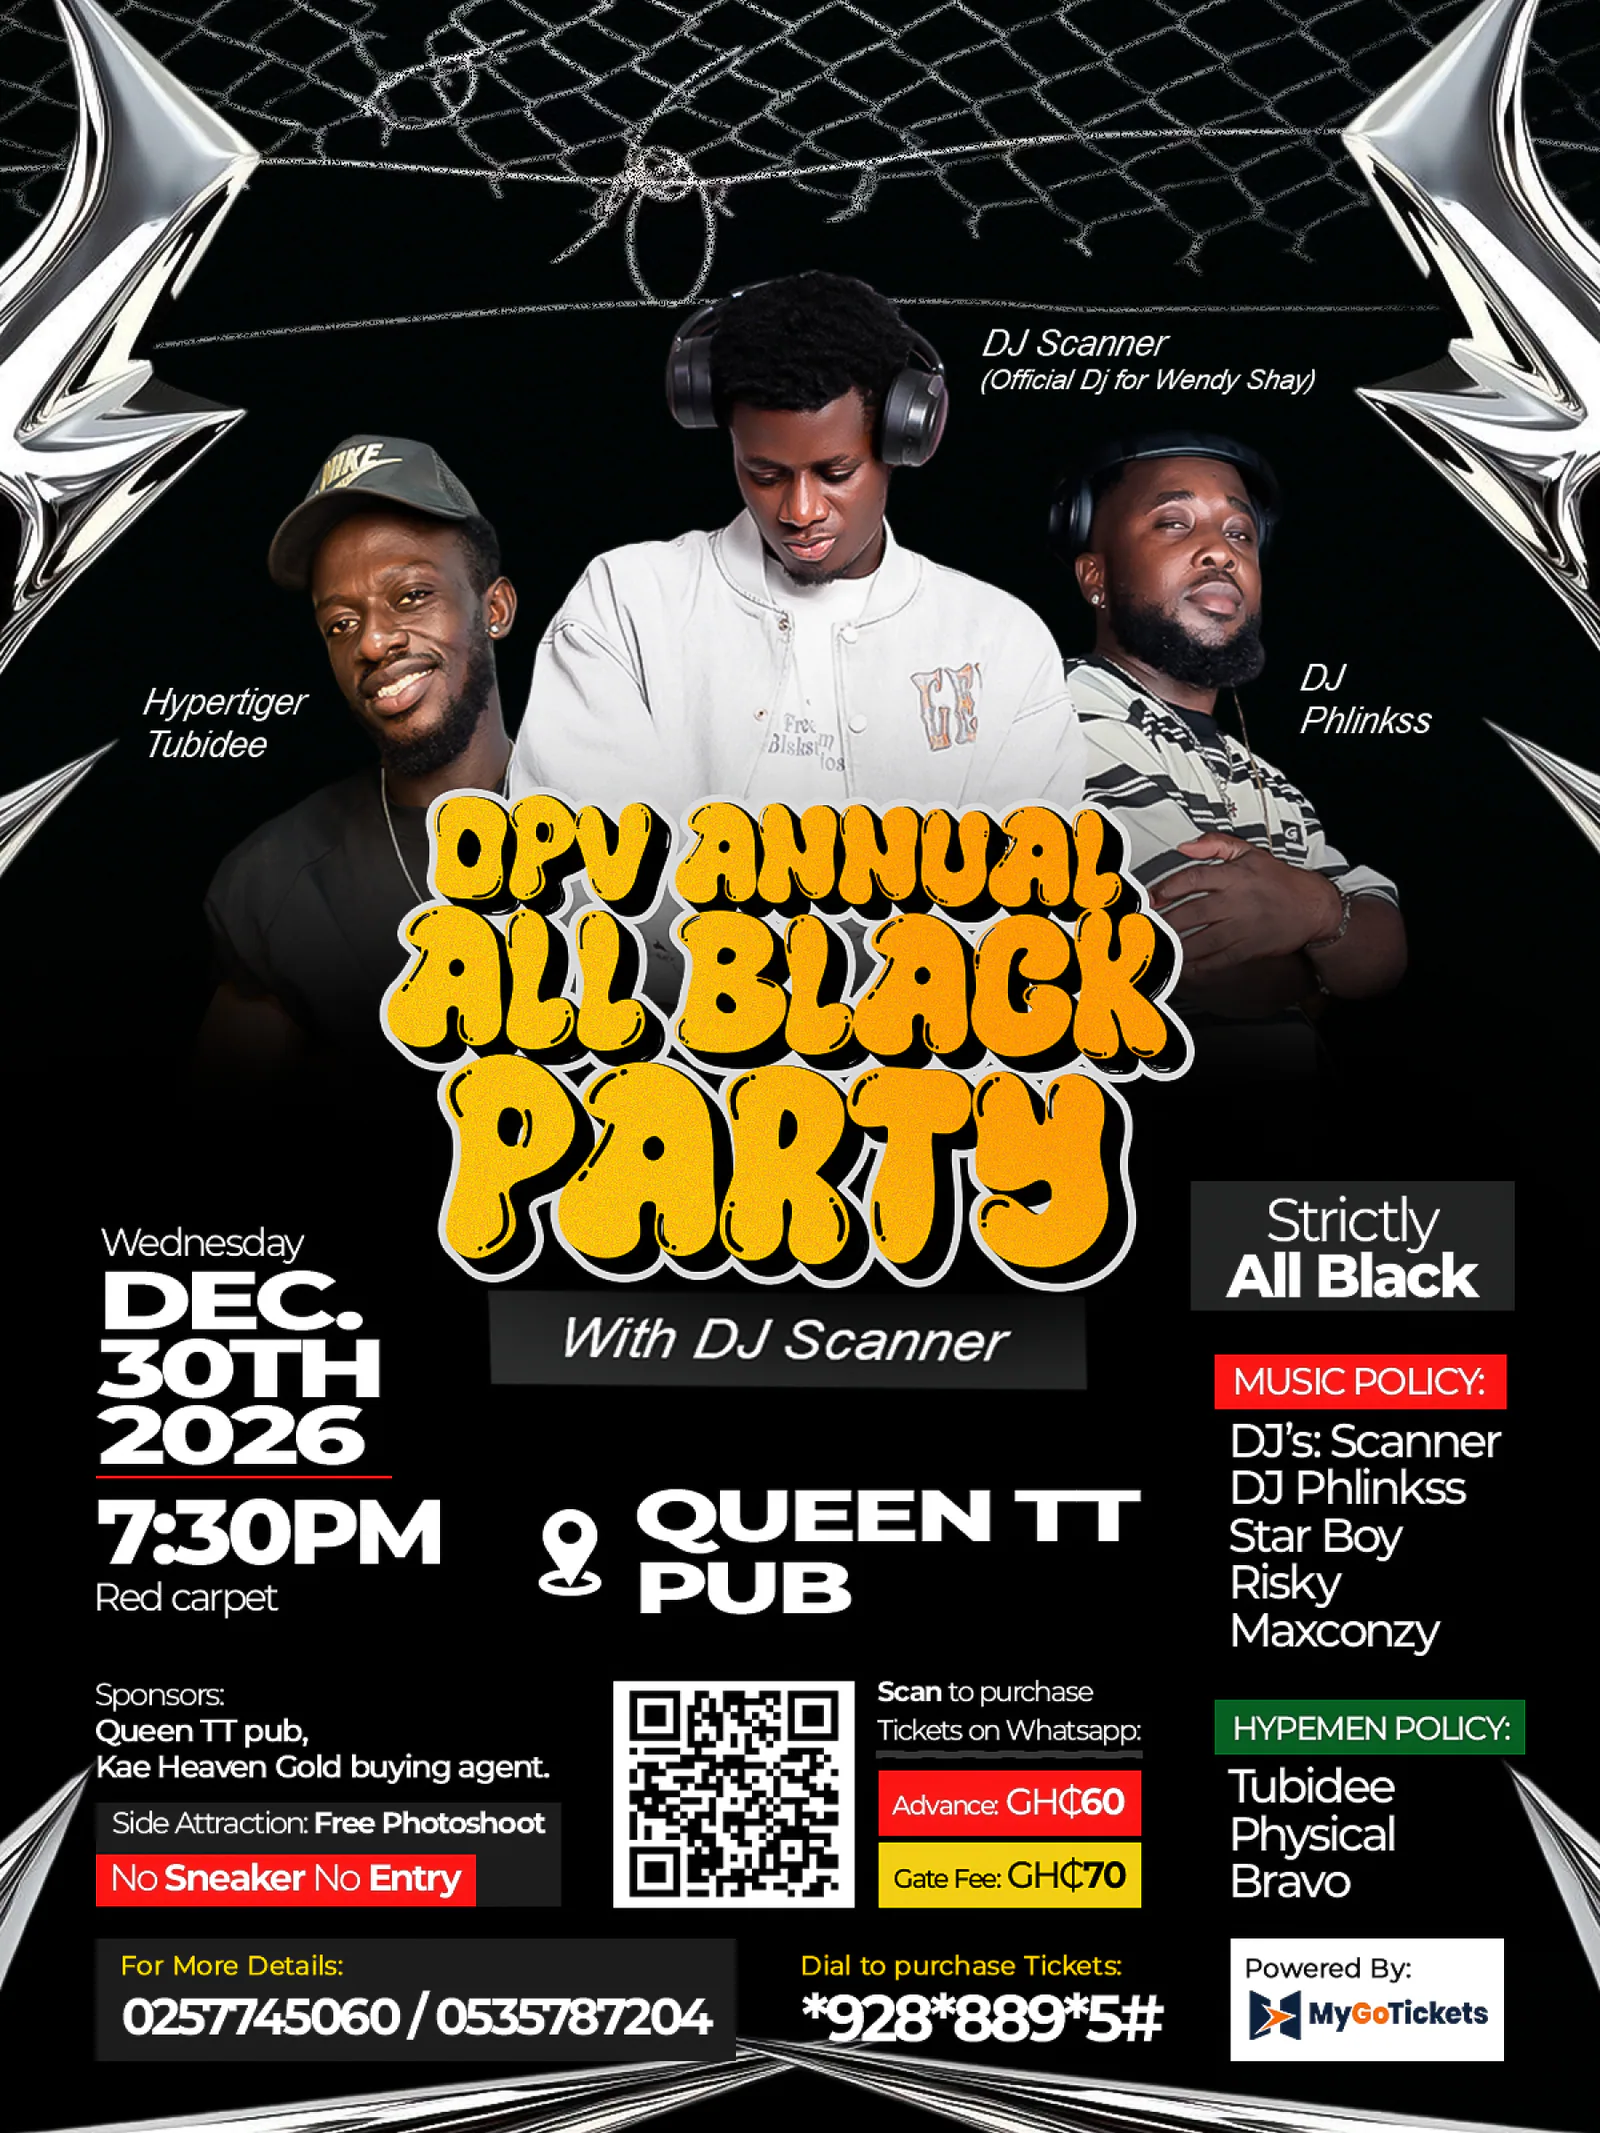 DJ Scanner
(Official Dj for Wendy Shay)
NIKE
Hypertiger
Tubidee
DJ
Phlinkss
OPV ANNUAL
ALL BLACK
PARTY
With DJ Scanner
Wednesday
DEC.
30TH
2026
7:30PM
Red carpet
QUEEN TT
PUB
Strictly
All Black
MUSIC POLICY:
DJ's: Scanner
DJ Phlinkss
Star Boy
Risky
Maxconzy
HYPEMEN POLICY:
Tubidee
Physical
Bravo
Sponsors:
Queen TT pub,
Kae Heaven Gold buying agent.
Side Attraction: Free Photoshoot
No Sneaker No Entry
Scan to purchase
Tickets on Whatsapp:
Advance: GH₵60
Gate Fee: GH₵70
For More Details:
0257745060 / 0535787204
Dial to purchase Tickets:
*928*889*5#
Powered By:
MyGoTickets